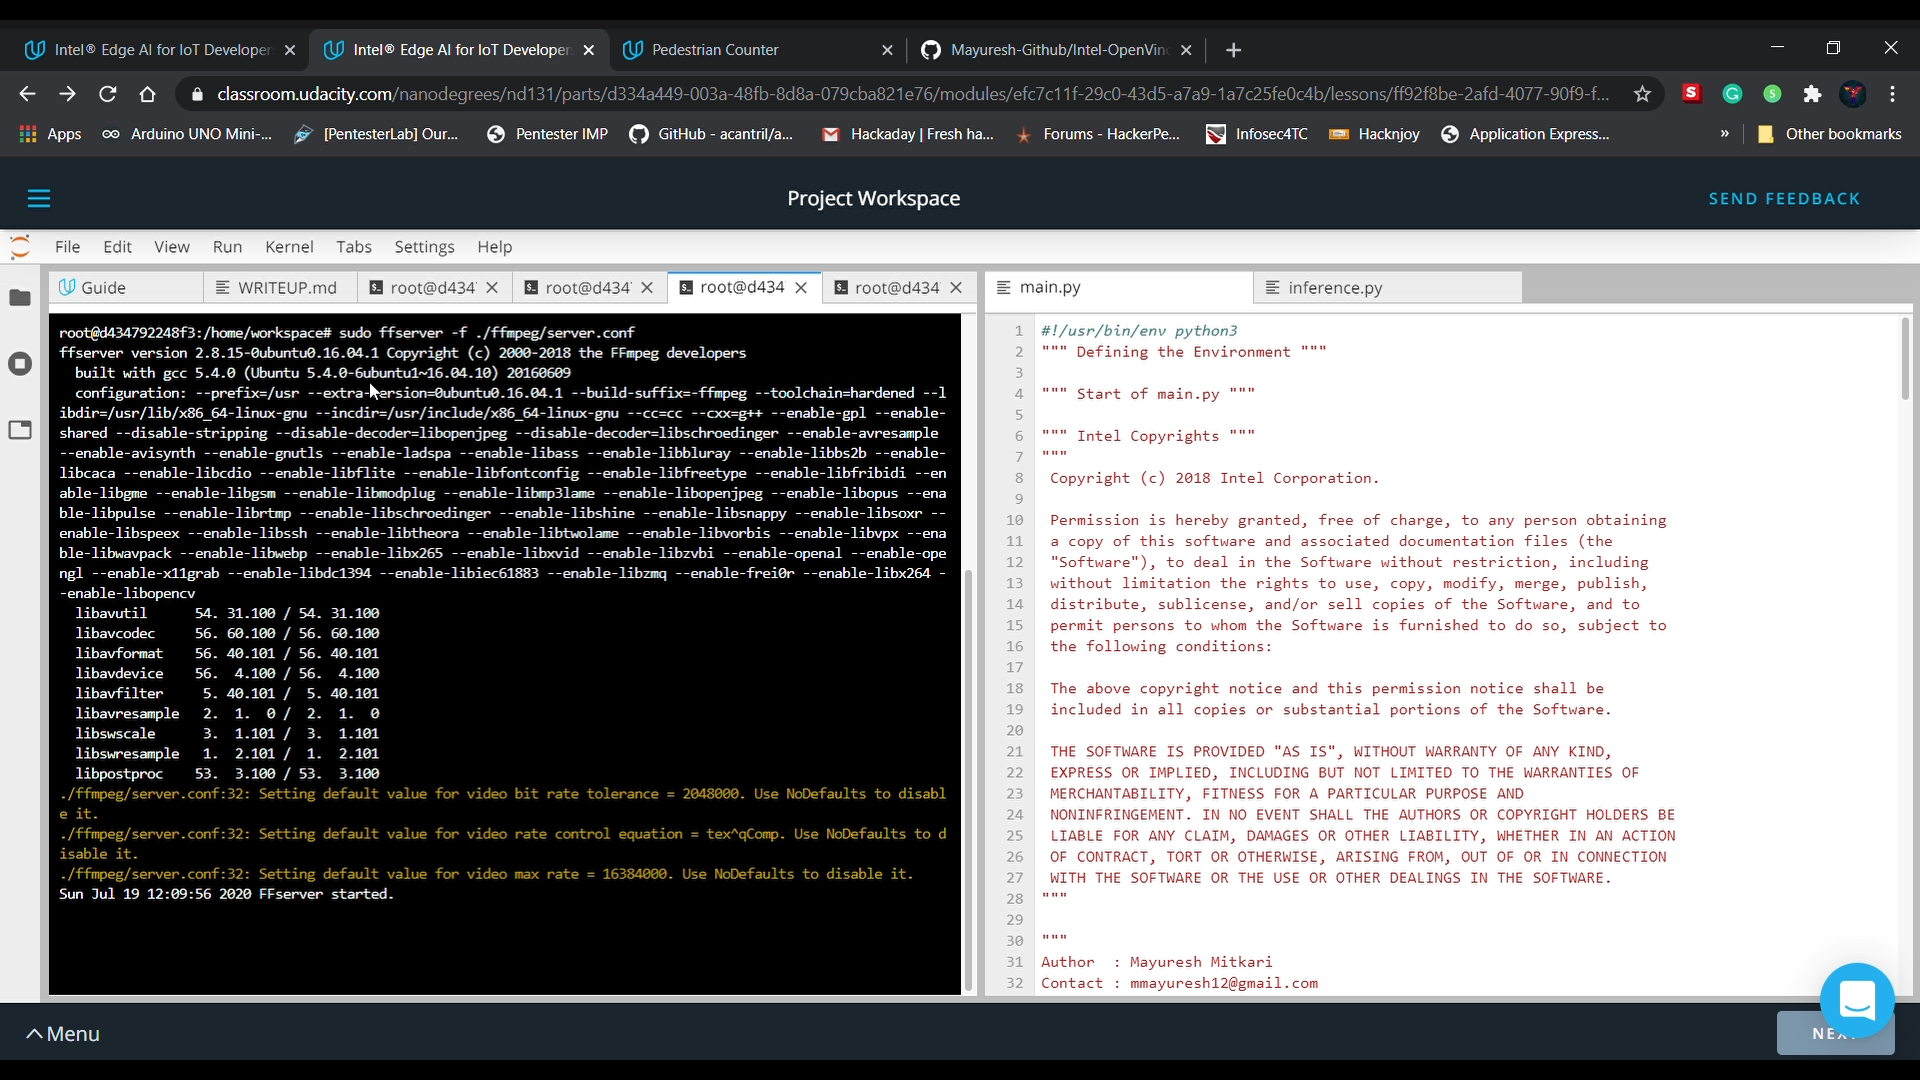 Intel® Edge AI for IoT Developer
Intel® Edge AI for IoT Developer
Pedestrian Counter
Mayuresh-Github/Intel-OpenVino
classroom.udacity.com/nanodegrees/nd131/parts/d334a449-003a-48fb-8d8a-079cba821e76/modules/efc7c11f-29c0-43d5-a7a9-1a7c25fe0c4b/lessons/ff92f8be-2afd-4077-90f9-f...
Apps
Arduino UNO Mini-...
[PentesterLab] Our...
Pentester IMP
GitHub - acantril/a...
Hackaday | Fresh ha...
Forums - HackerPe...
Infosec4TC
Hacknjoy
Application Express...
»
Other bookmarks
Project Workspace
SEND FEEDBACK
File Edit View Run Kernel Tabs Settings Help
Guide
WRITEUP.md
root@d434
root@d434
root@d434
root@d434
main.py
inference.py
root@d434792248f3:/home/workspace# sudo ffserver -f ./ffmpeg/server.conf
ffserver version 2.8.15-0ubuntu0.16.04.1 Copyright (c) 2000-2018 the FFmpeg developers
built with gcc 5.4.0 (Ubuntu 5.4.0-6ubuntu1~16.04.10) 20160609
configuration: --prefix=/usr --extra-version=0ubuntu0.16.04.1 --build-suffix=-ffmpeg --toolchain=hardened --l
ibdir=/usr/lib/x86_64-linux-gnu --incdir=/usr/include/x86_64-linux-gnu --cc=cc --cxx=g++ --enable-gpl --enable-
shared --disable-stripping --disable-decoder=libopenjpeg --disable-decoder=libschroedinger --enable-avresample
--enable-avisynth --enable-gnutls --enable-ladspa --enable-libass --enable-libbluray --enable-libbs2b --enable-
libcaca --enable-libcdio --enable-libflite --enable-libfontconfig --enable-libfreetype --enable-libfribidi --en
able-libgme --enable-libgsm --enable-libmodplug --enable-libmp3lame --enable-libopenjpeg --enable-libopus --ena
ble-libpulse --enable-librtmp --enable-libschroedinger --enable-libshine --enable-libsnappy --enable-libsoxr --
enable-libspeex --enable-libssh --enable-libtheora --enable-libtwolame --enable-libvorbis --enable-libvpx --ena
ble-libwavpack --enable-libwebp --enable-libx265 --enable-libxvid --enable-libzvbi --enable-openal --enable-ope
ngl --enable-x11grab --enable-libdc1394 --enable-libiec61883 --enable-libzmq --enable-frei0r --enable-libx264 -
-enable-libopencv
libavutil 54. 31.100 / 54. 31.100
libavcodec 56. 60.100 / 56. 60.100
libavformat 56. 40.101 / 56. 40.101
libavdevice 56. 4.100 / 56. 4.100
libavfilter 5. 40.101 / 5. 40.101
libavresample 2. 1. 0 / 2. 1. 0
libswscale 3. 1.101 / 3. 1.101
libswresample 1. 2.101 / 1. 2.101
libpostproc 53. 3.100 / 53. 3.100
./ffmpeg/server.conf:32: Setting default value for video bit rate tolerance = 2048000. Use NoDefaults to disabl
e it.
./ffmpeg/server.conf:32: Setting default value for video rate control equation = tex^qComp. Use NoDefaults to d
isable it.
./ffmpeg/server.conf:32: Setting default value for video max rate = 16384000. Use NoDefaults to disable it.
Sun Jul 19 12:09:56 2020 FFserver started.
1 #!/usr/bin/env python3
2 """ Defining the Environment """
3
4 """ Start of main.py """
5
6 """ Intel Copyrights """
7 """
8 Copyright (c) 2018 Intel Corporation.
9
10 Permission is hereby granted, free of charge, to any person obtaining
11 a copy of this software and associated documentation files (the
12 "Software"), to deal in the Software without restriction, including
13 without limitation the rights to use, copy, modify, merge, publish,
14 distribute, sublicense, and/or sell copies of the Software, and to
15 permit persons to whom the Software is furnished to do so, subject to
16 the following conditions:
17
18 The above copyright notice and this permission notice shall be
19 included in all copies or substantial portions of the Software.
20
21 THE SOFTWARE IS PROVIDED "AS IS", WITHOUT WARRANTY OF ANY KIND,
22 EXPRESS OR IMPLIED, INCLUDING BUT NOT LIMITED TO THE WARRANTIES OF
23 MERCHANTABILITY, FITNESS FOR A PARTICULAR PURPOSE AND
24 NONINFRINGEMENT. IN NO EVENT SHALL THE AUTHORS OR COPYRIGHT HOLDERS BE
25 LIABLE FOR ANY CLAIM, DAMAGES OR OTHER LIABILITY, WHETHER IN AN ACTION
26 OF CONTRACT, TORT OR OTHERWISE, ARISING FROM, OUT OF OR IN CONNECTION
27 WITH THE SOFTWARE OR THE USE OR OTHER DEALINGS IN THE SOFTWARE.
28 """
29
30 """
31 Author : Mayuresh Mitkari
32 Contact : mmayuresh12@gmail.com
Menu